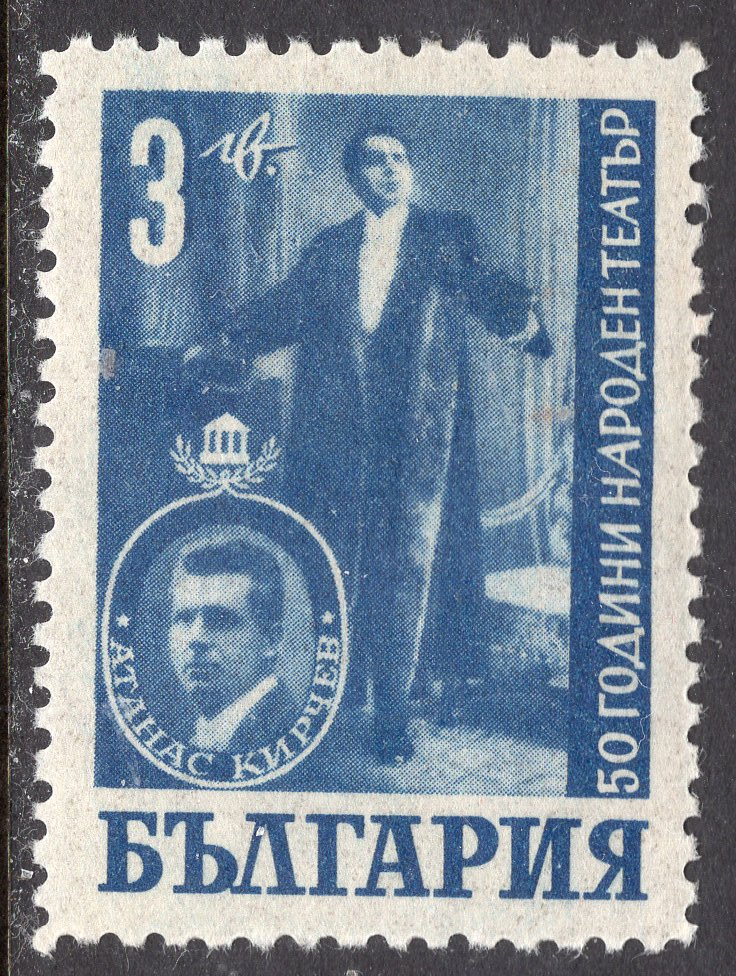 3 лв.
50 ГОДИНИ НАРОДЕН ТЕАТЪР
★ АТАНАС КИРЧЕВ ★
БЪЛГАРИЯ